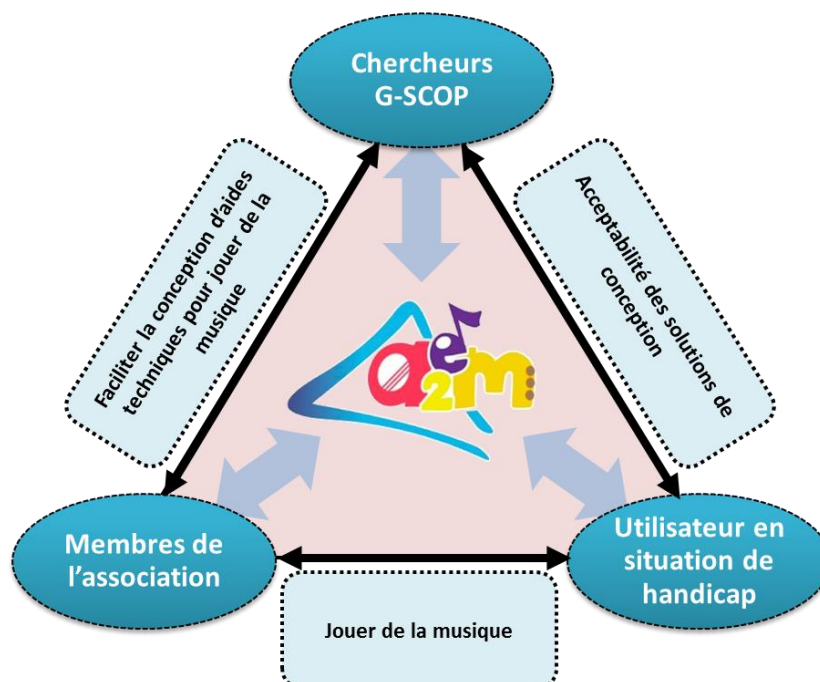 Chercheurs
G-SCOP
Faciliter la conception d'aides
techniques pour jouer de la
musique
Acceptabilité des solutions de
conception
ae2m
Membres de
l'association
Utilisateur en
situation de
handicap
Jouer de la musique